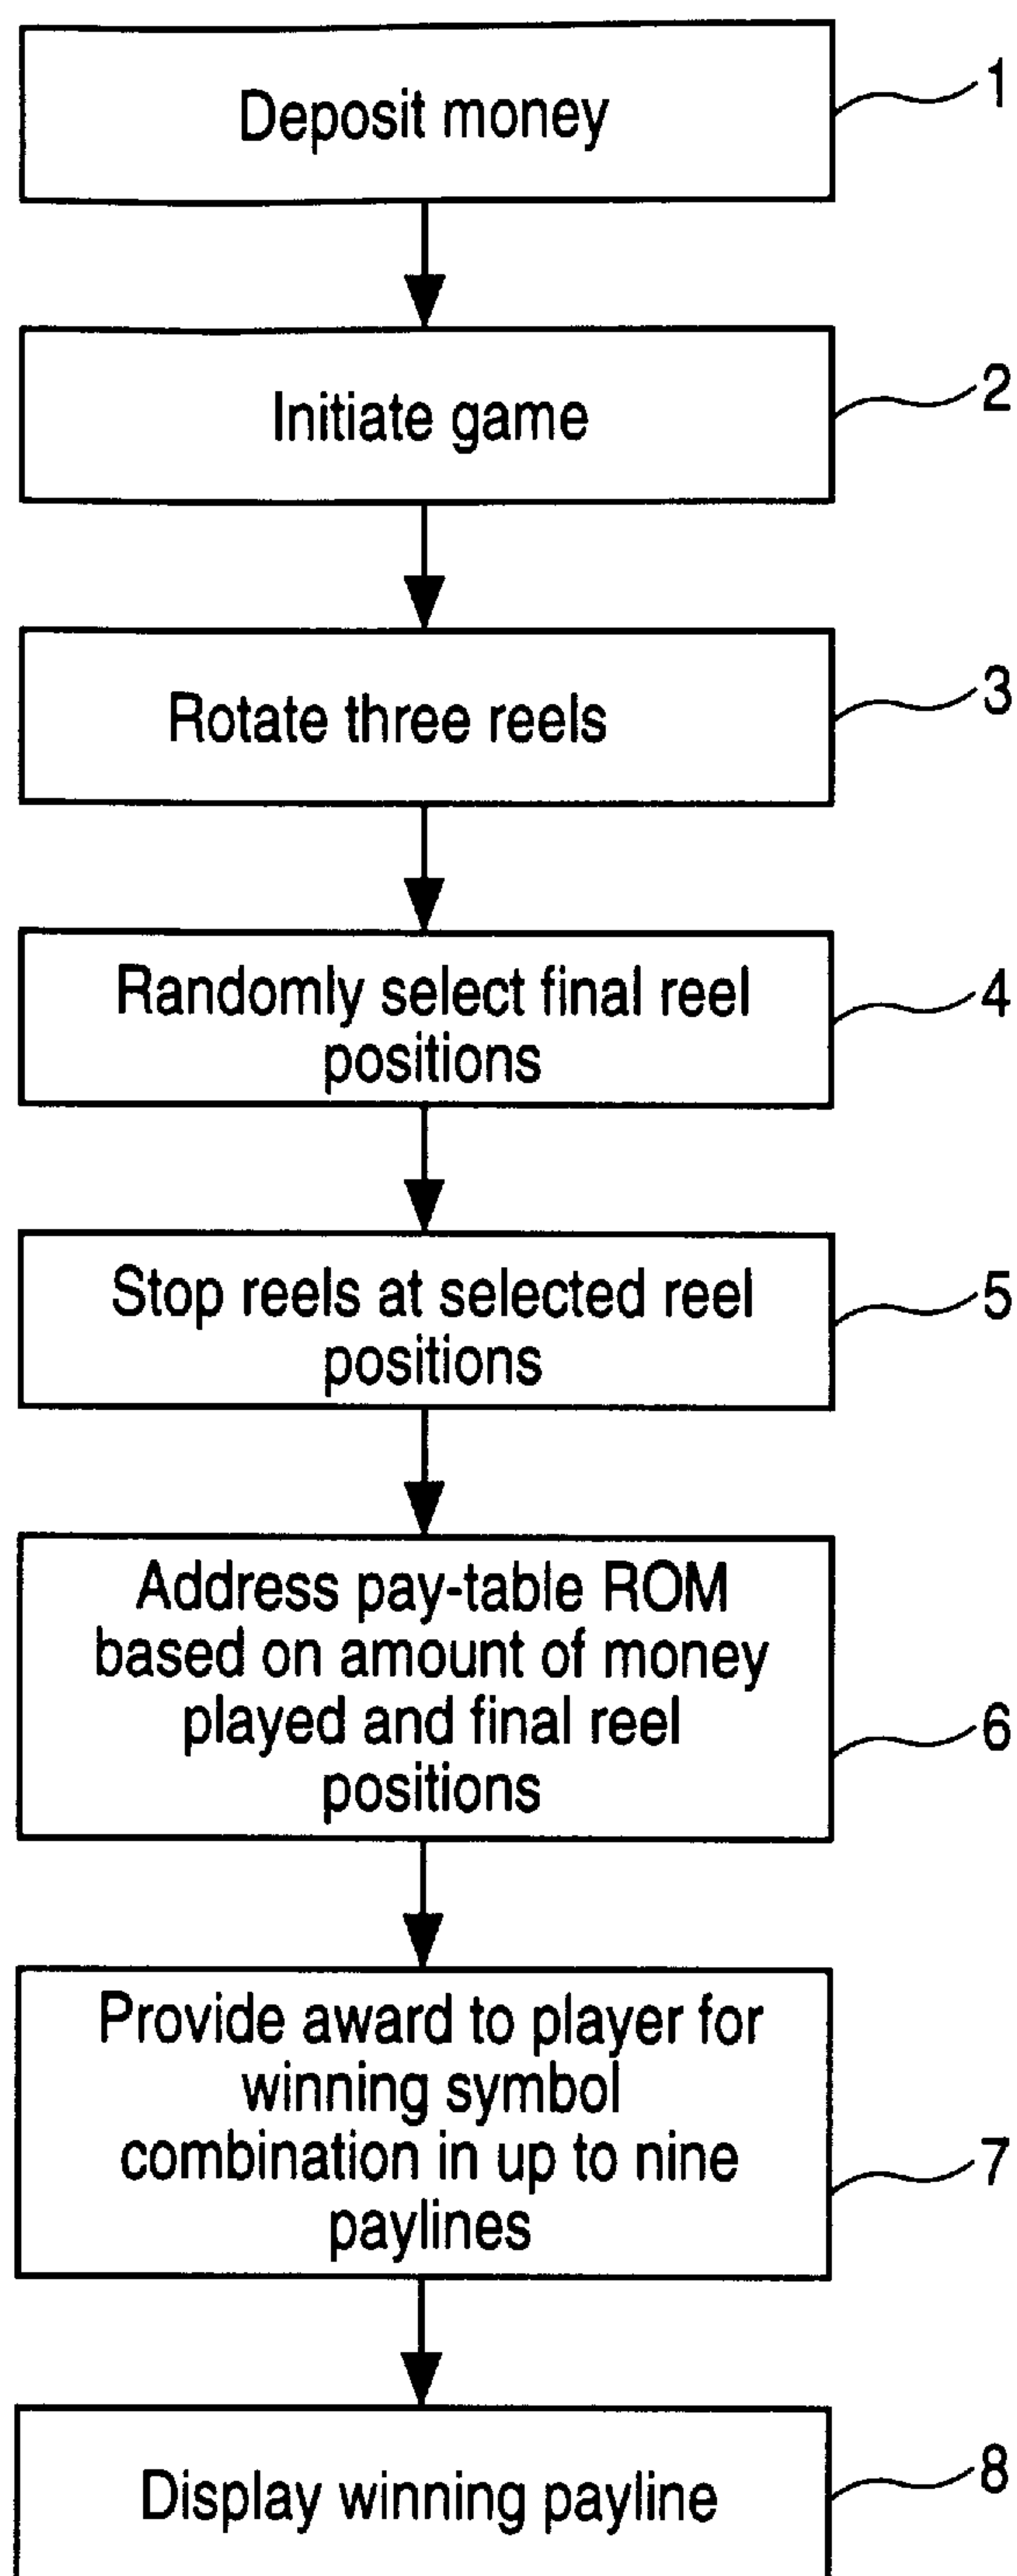 Deposit money
1
Initiate game
2
Rotate three reels
3
Randomly select final reel
positions
4
Stop reels at selected reel
positions
5
Address pay-table ROM
based on amount of money
played and final reel
positions
6
Provide award to player for
winning symbol
combination in up to nine
paylines
7
Display winning payline
8